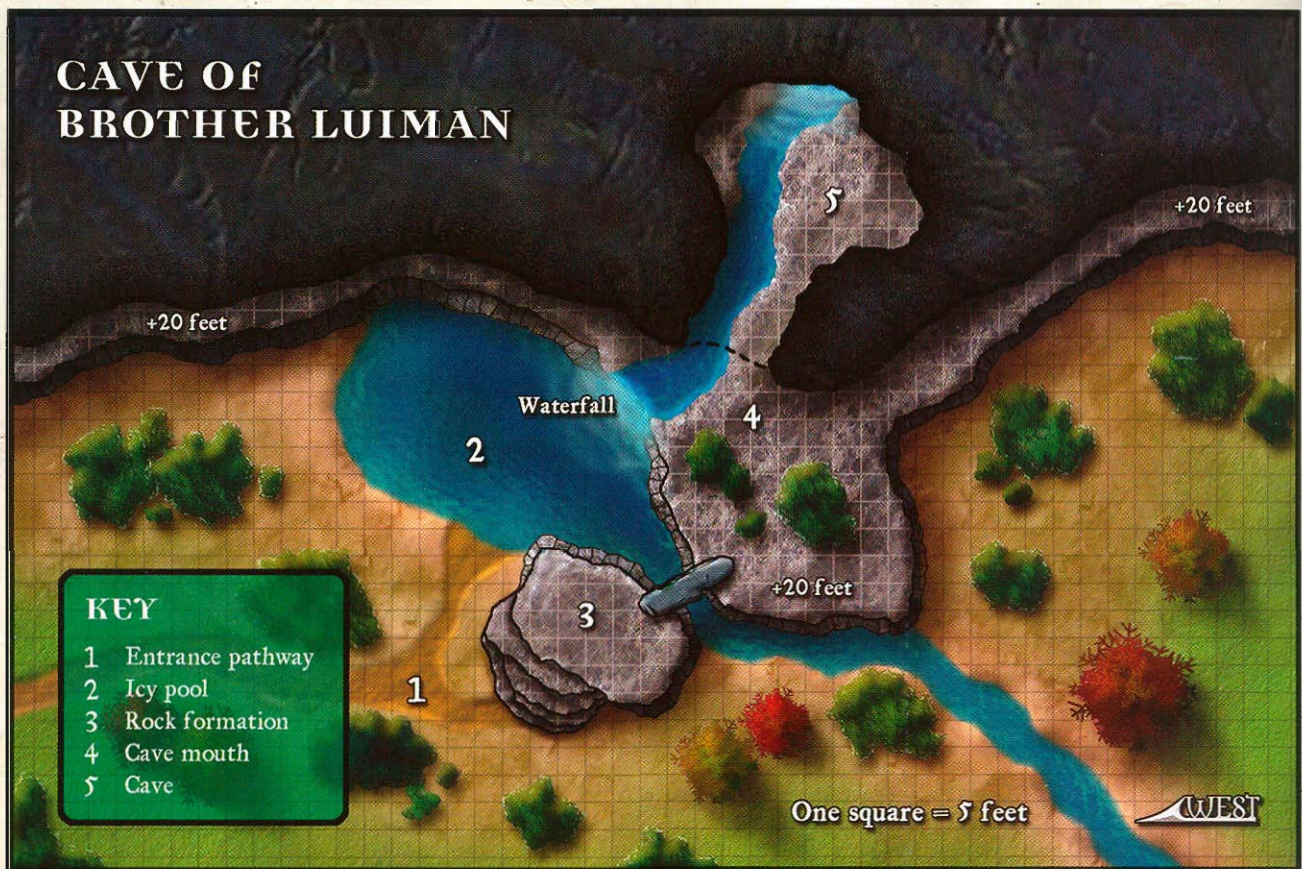 CAVE OF
BROTHER LUIMAN
+20 feet
+20 feet
5
Waterfall
4
2
+20 feet
3
1
KEY
1 Entrance pathway
2 Icy pool
3 Rock formation
4 Cave mouth
5 Cave
One square = 5 feet
WEST